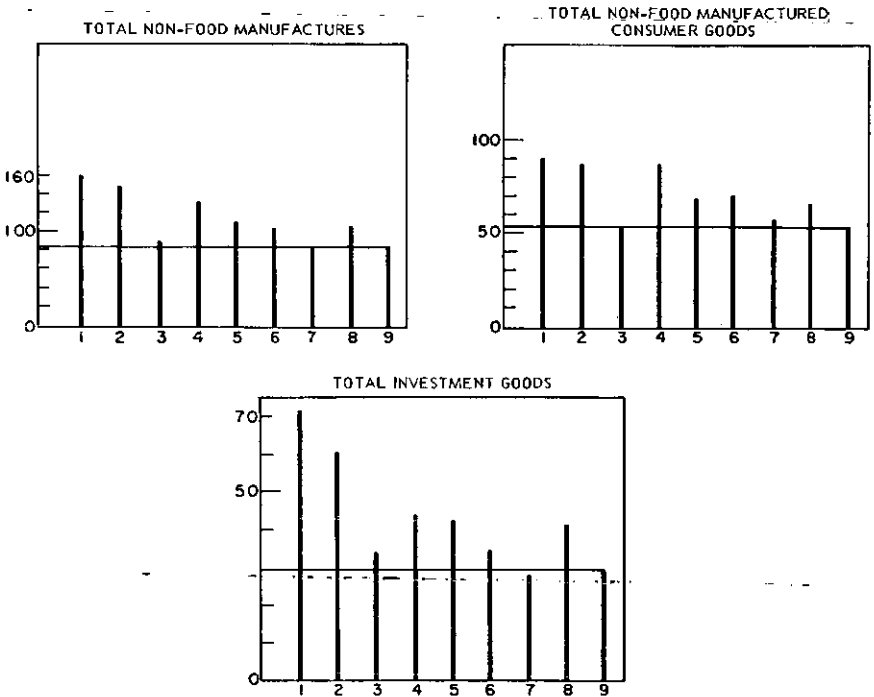 TOTAL NON-FOOD MANUFACTURES
160
100
0
1 2 3 4 5 6 7 8 9
TOTAL NON-FOOD MANUFACTURED
CONSUMER GOODS
100
50
0
1 2 3 4 5 6 7 8 9
TOTAL INVESTMENT GOODS
70
50
0
1 2 3 4 5 6 7 8 9